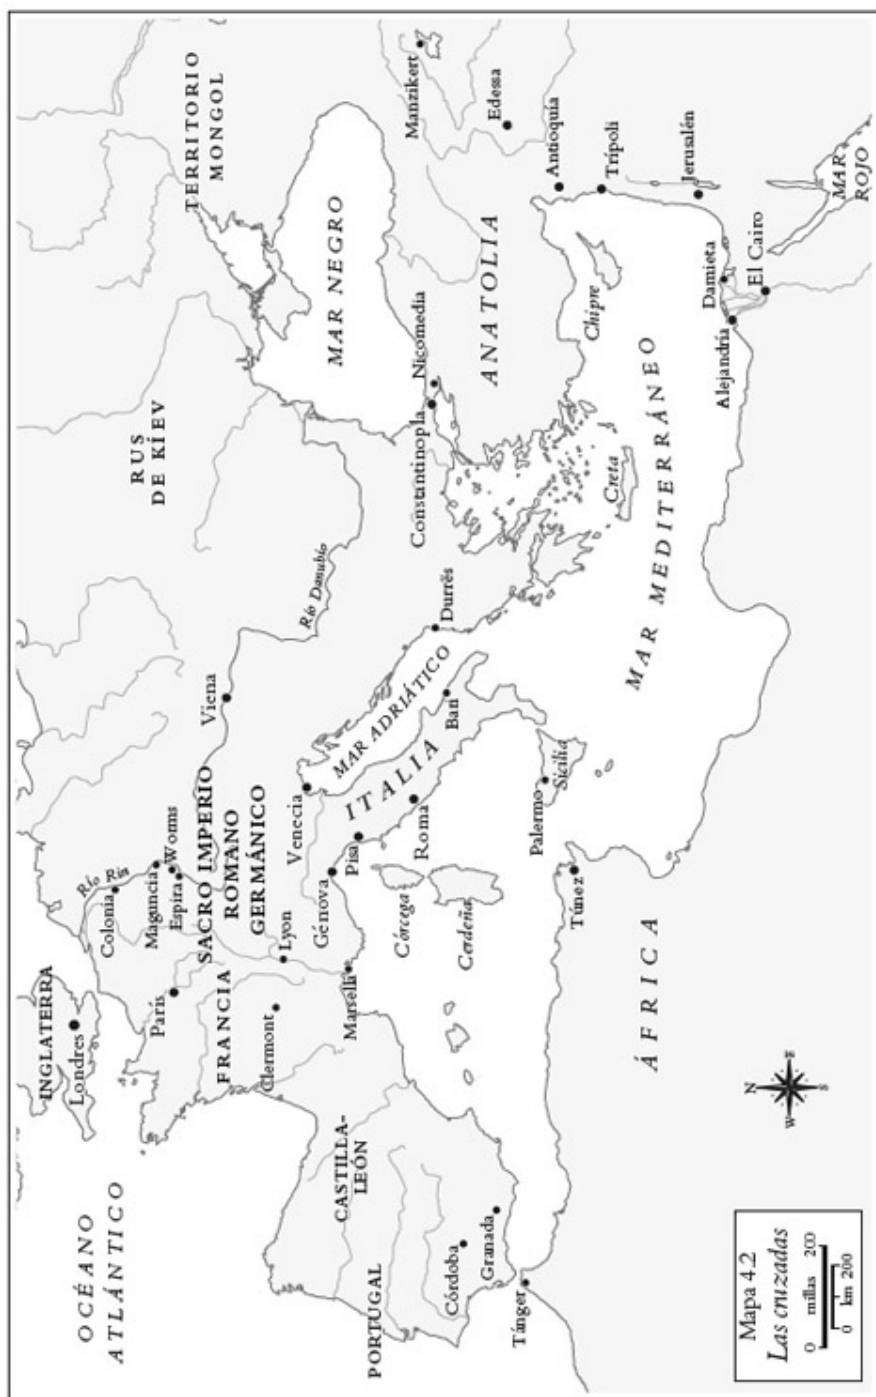 OCÉANO
ATLÁNTICO
INGLATERRA
Londres
Río Rin
Colonia
Maguncia
Worms
Espira
París
SACRO IMPERIO
ROMANO
GERMÁNICO
FRANCIA
Clermont
Lyon
Viena
Río Danubio
RUS
DE KÍEV
TERRITORIO
MONGOL
MAR NEGRO
Venecia
Génova
Marsella
Pisa
ITALIA
MAR ADRIÁTICO
Roma
Bari
Durrës
Córcega
Cerdeña
CASTILLA-
LEÓN
PORTUGAL
Córdoba
Granada
Tánger
Constantinopla
Nicomedia
ANATOLIA
Manzikert
Edessa
Antioquía
Trípoli
Jerusalén
Palermo
Sicilia
Túnez
Creta
Chipre
MAR MEDITERRÁNEO
ÁFRICA
Alejandría
Damieta
El Cairo
MAR
ROJO
N
E
S
W
Mapa 4.2
Las cruzadas
0 millas 200
0 km 200